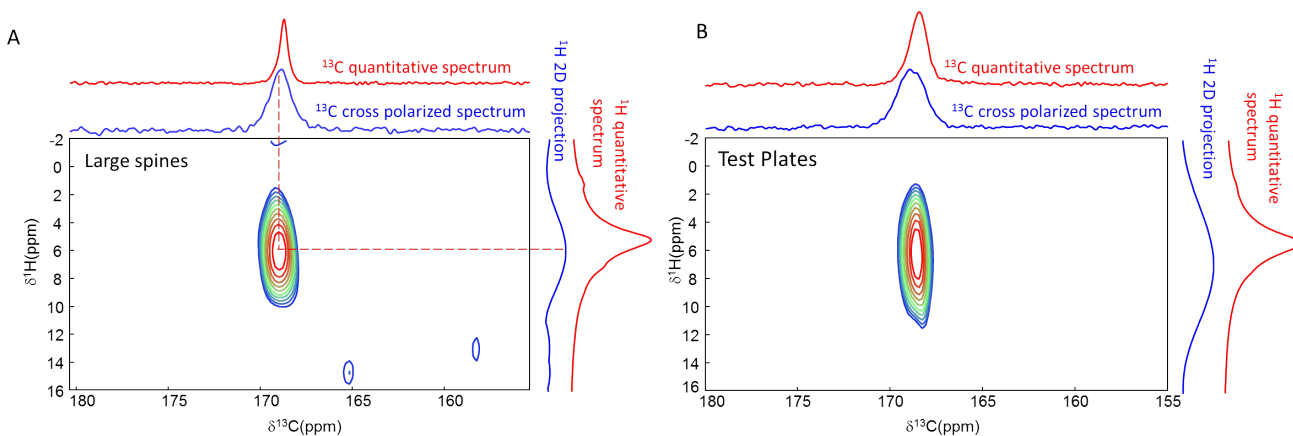 A
¹³C quantitative spectrum
¹³C cross polarized spectrum
Large spines
-2
0
2
4
6
8
10
12
14
16
δ¹H(ppm)
180
175
170
165
160
δ¹³C(ppm)
¹H 2D projection
¹H quantitative
spectrum
B
¹³C quantitative spectrum
¹³C cross polarized spectrum
Test Plates
-2
0
2
4
6
8
10
12
14
16
δ¹H(ppm)
180
175
170
165
160
155
δ¹³C(ppm)
¹H 2D projection
¹H quantitative
spectrum